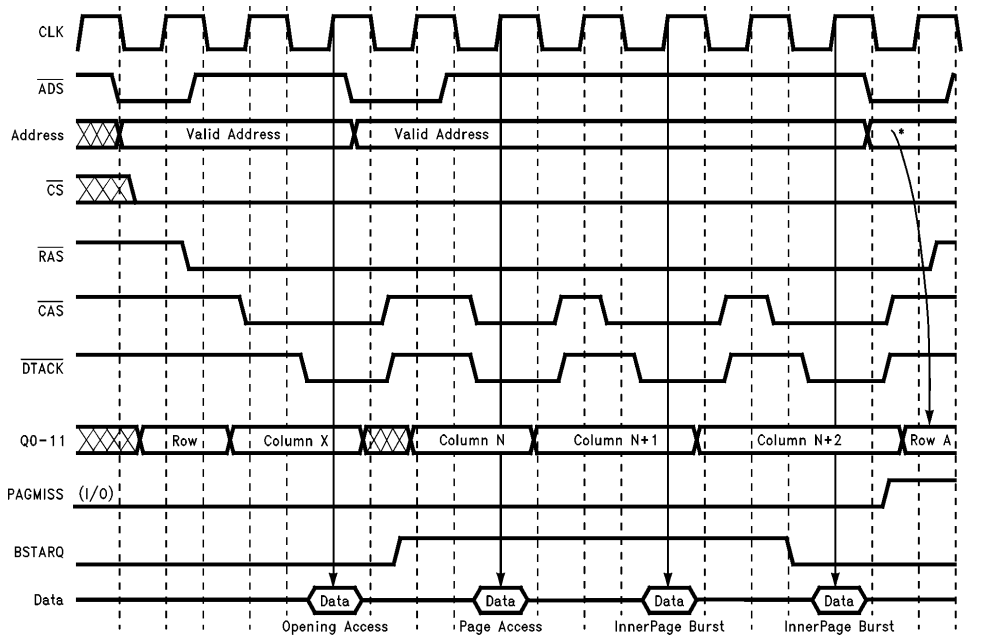 CLK
ADS
Address Valid Address Valid Address *
CS
RAS
CAS
DTACK
Q0-11 Row Column X Column N Column N+1 Column N+2 Row A
PAGMISS (I/O)
BSTARQ
Data Data Data Data Data
Opening Access Page Access InnerPage Burst InnerPage Burst